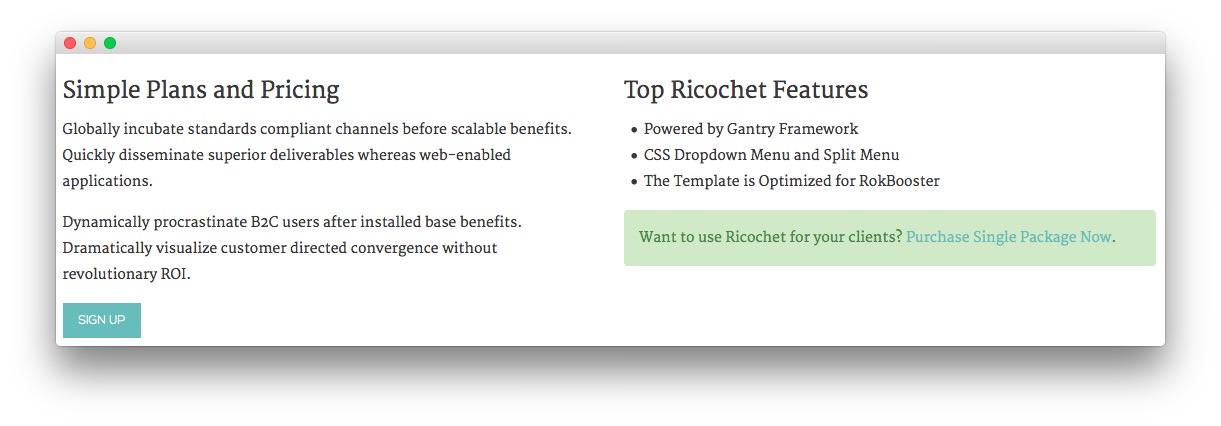 Simple Plans and Pricing
Globally incubate standards compliant channels before scalable benefits.
Quickly disseminate superior deliverables whereas web-enabled
applications.
Dynamically procrastinate B2C users after installed base benefits.
Dramatically visualize customer directed convergence without
revolutionary ROI.
SIGN UP
Top Ricochet Features
• Powered by Gantry Framework
• CSS Dropdown Menu and Split Menu
• The Template is Optimized for RokBooster
Want to use Ricochet for your clients? Purchase Single Package Now.